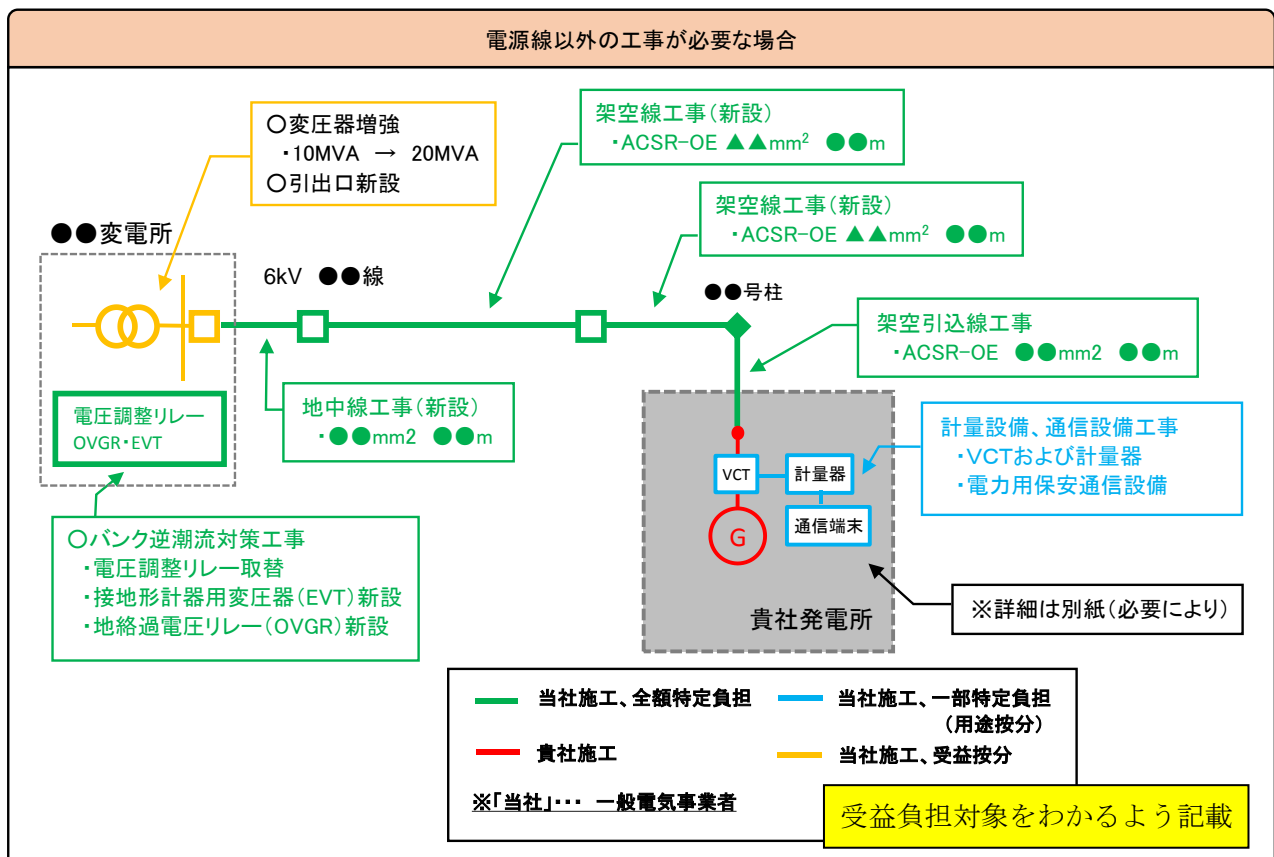 電源線以外の工事が必要な場合
○変圧器増強
・10MVA → 20MVA
○引出口新設
架空線工事(新設)
・ACSR-OE ▲▲mm² ●●m
架空線工事(新設)
・ACSR-OE ▲▲mm² ●●m
●●変電所
6kV ●●線
●●号柱
架空引込線工事
・ACSR-OE ●●mm2 ●●m
電圧調整リレー
OVGR・EVT
地中線工事(新設)
・●●mm2 ●●m
計量設備、通信設備工事
・VCTおよび計量器
・電力用保安通信設備
VCT
計量器
通信端末
G
貴社発電所
○バンク逆潮流対策工事
・電圧調整リレー取替
・接地形計器用変圧器(EVT)新設
・地絡過電圧リレー(OVGR)新設
※詳細は別紙(必要により)
当社施工、全額特定負担
当社施工、一部特定負担
(用途按分)
貴社施工
当社施工、受益按分
※「当社」・・・ 一般電気事業者
受益負担対象をわかるよう記載